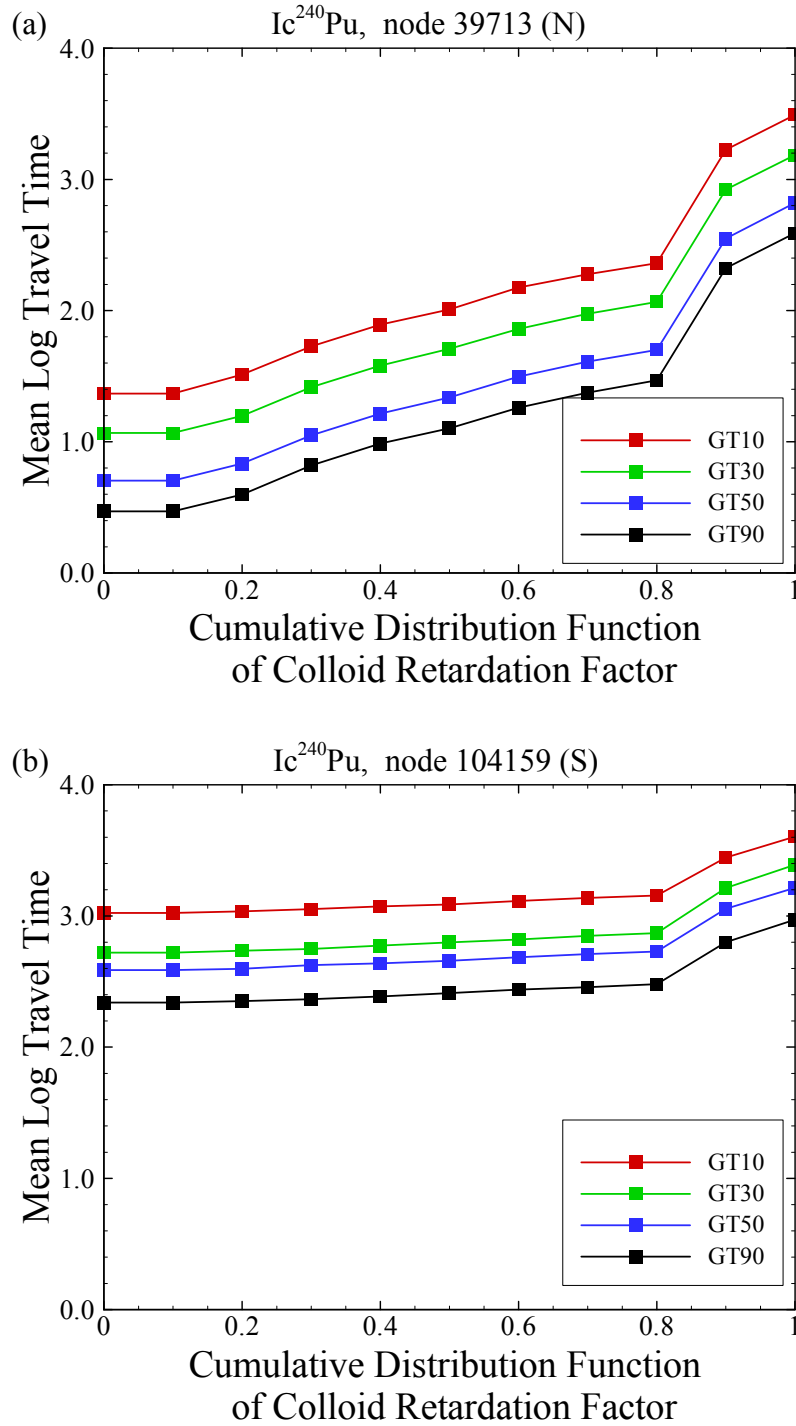 (a)
Ic²⁴⁰Pu, node 39713 (N)
4.0
3.0
2.0
1.0
0.0
Mean Log Travel Time
GT10
GT30
GT50
GT90
0 0.2 0.4 0.6 0.8 1
Cumulative Distribution Function
of Colloid Retardation Factor
(b)
Ic²⁴⁰Pu, node 104159 (S)
4.0
3.0
2.0
1.0
0.0
Mean Log Travel Time
GT10
GT30
GT50
GT90
0 0.2 0.4 0.6 0.8 1
Cumulative Distribution Function
of Colloid Retardation Factor